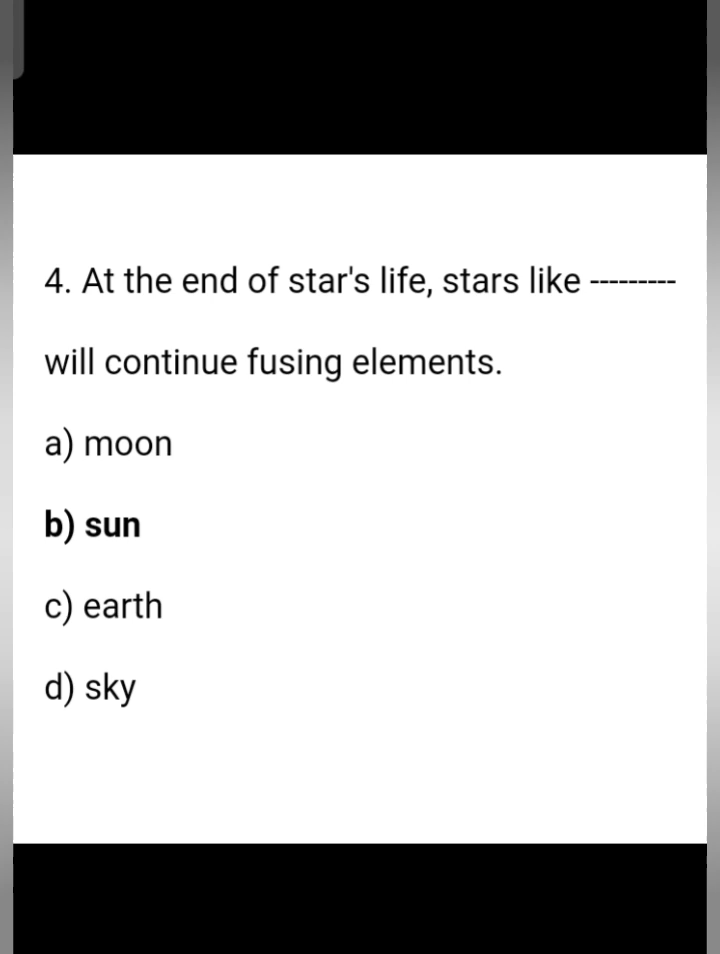 4. At the end of star's life, stars like ---------
will continue fusing elements.
a) moon
b) sun
c) earth
d) sky